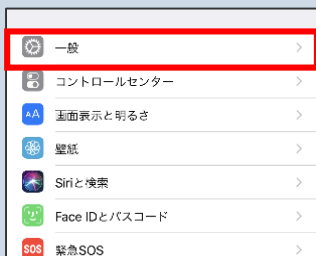 一般
コントロールセンター
AA 画面表示と明るさ
壁紙
Siriと検索
Face IDとパスコード
SOS 緊急SOS